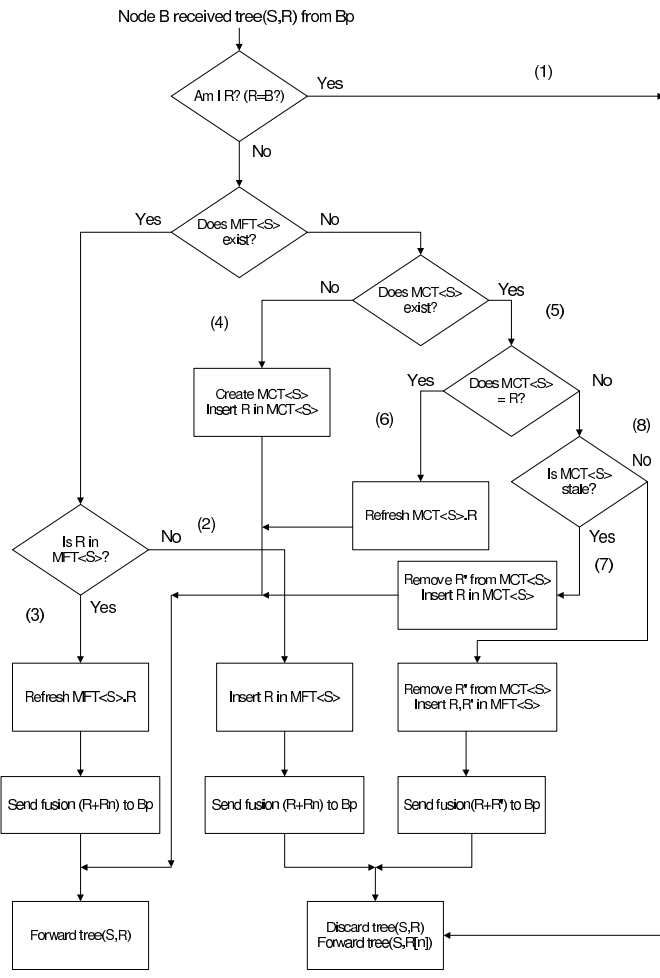 Node B received tree(S,R) from Bp
(1)
Yes
Am I R? (R=B?)
No
Yes
Does MFT<S>
exist?
No
No
Does MCT<S>
exist?
Yes
(4)
(5)
Create MCT<S>
Insert R in MCT<S>
Yes
Does MCT<S>
= R?
No
(6)
(8)
No
Is MCT<S>
stale?
Refresh MCT<S>.R
Yes
(7)
(2)
Is R in
MFT<S>?
No
Remove R' from MCT<S>
Insert R in MCT<S>
(3)
Yes
Refresh MFT<S>.R
Insert R in MFT<S>
Remove R' from MCT<S>
Insert R,R' in MFT<S>
Send fusion (R+Rn) to Bp
Send fusion (R+Rn) to Bp
Send fusion(R+R') to Bp
Forward tree(S,R)
Discard tree(S,R)
Forward tree(S,R[n])